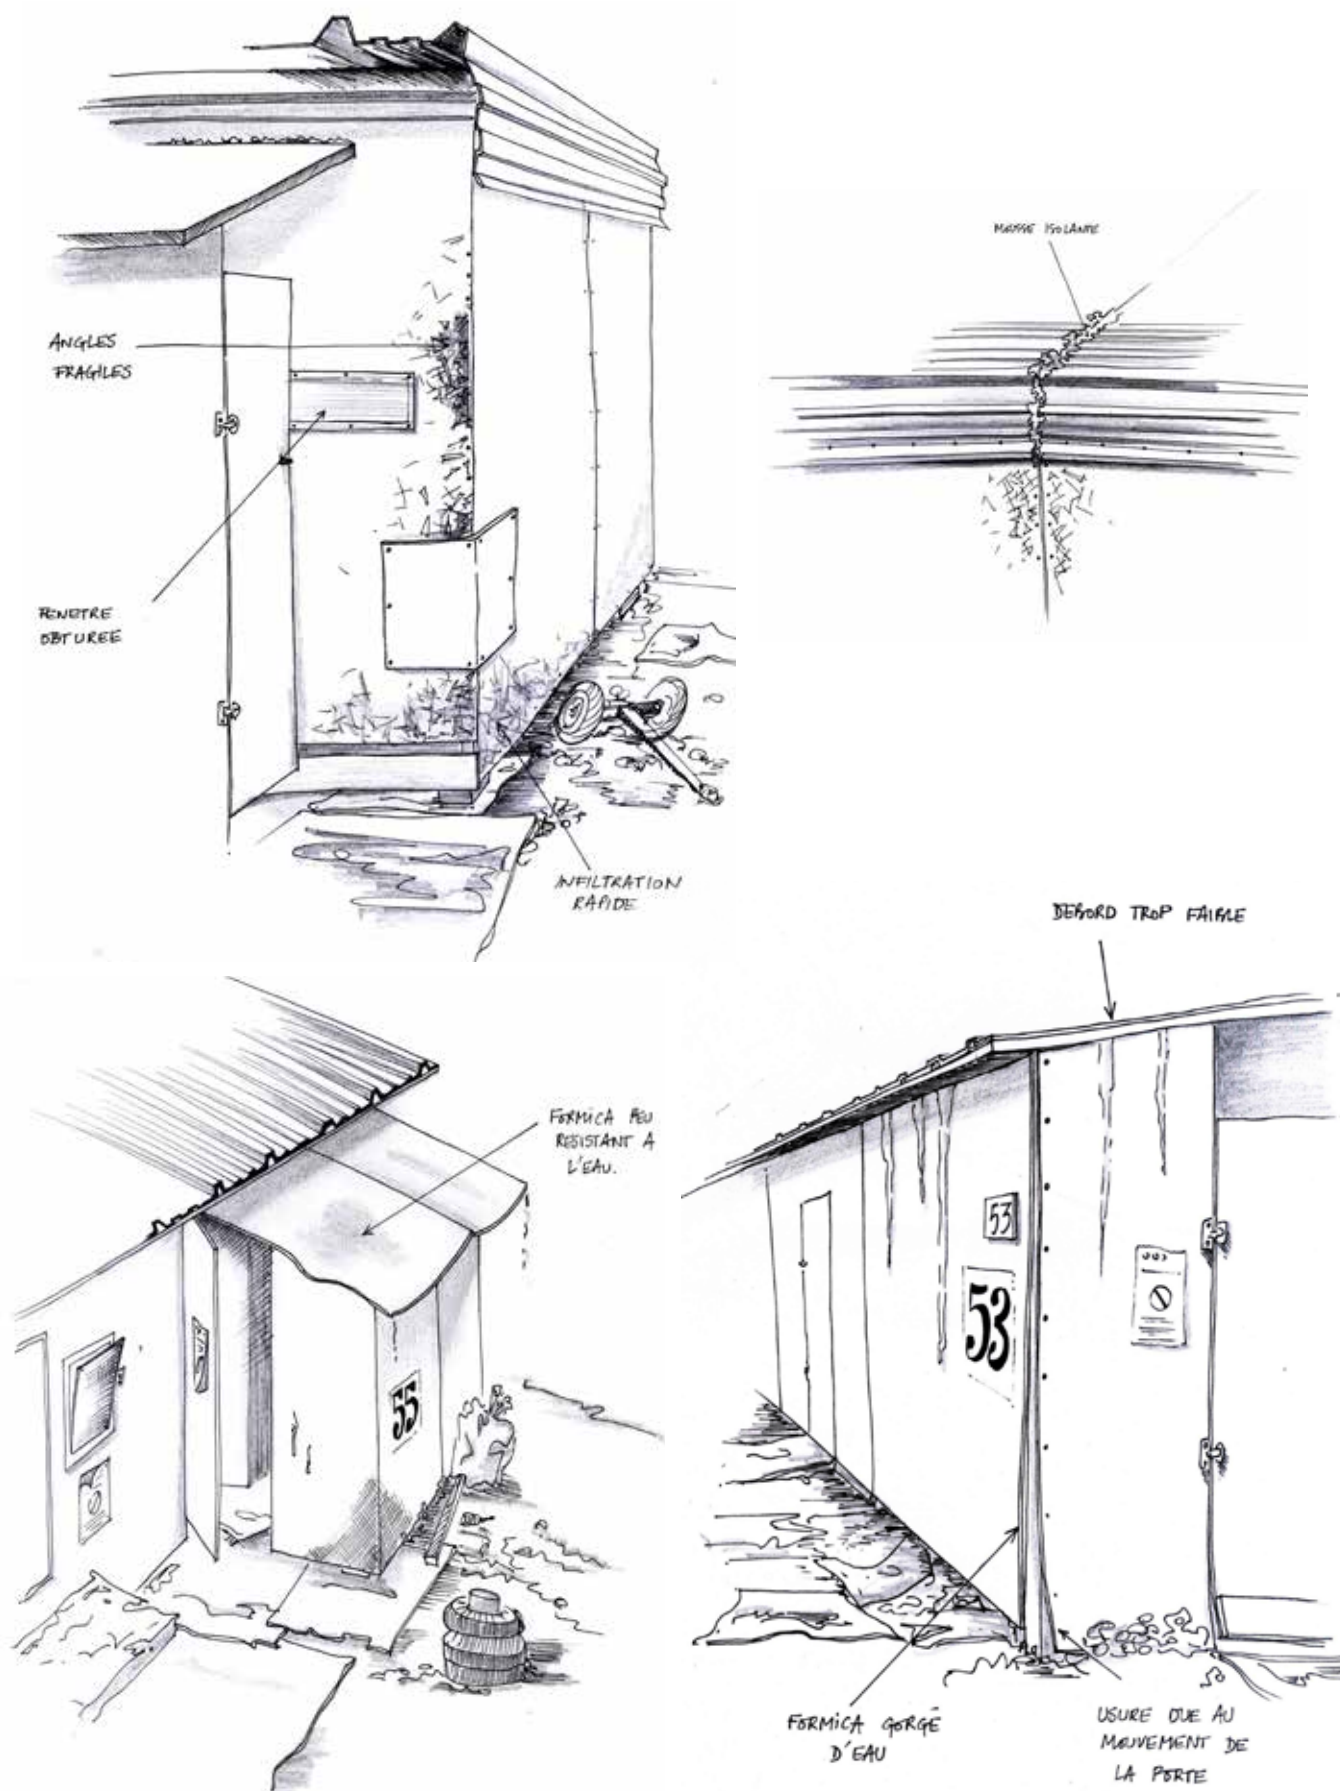 MOUSSE ISOLANTE
ANGLES
FRAGILES
FENETRE
OBTUREE
INFILTRATION
RAPIDE
DEBORD TROP FAIBLE
FORMICA PEU
RESISTANT A
L'EAU.
55
53
53
FORMICA GORGÉ
D'EAU
USURE DUE AU
MOUVEMENT DE
LA PORTE